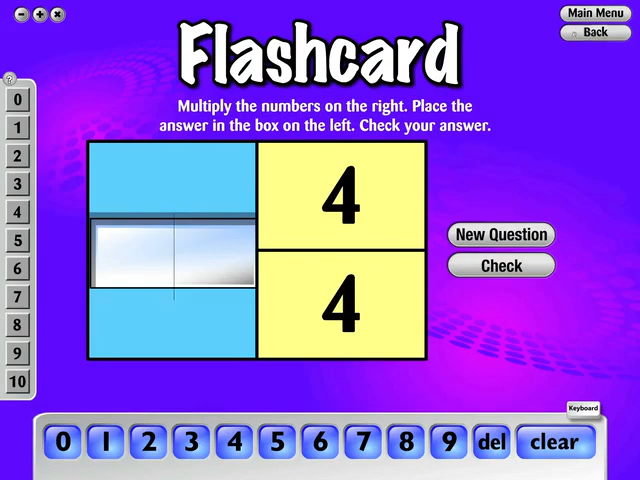 Main Menu
Back
Flashcard
Multiply the numbers on the right. Place the
answer in the box on the left. Check your answer.
?
0
1
2
3
4
5
6
7
8
9
10
4
4
New Question
Check
Keyboard
0 1 2 3 4 5 6 7 8 9 del clear